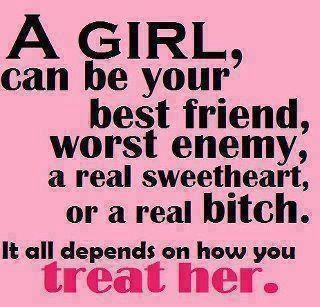 A GIRL,
can be your
best friend,
worst enemy,
a real sweetheart,
or a real bitch.
It all depends on how you
treat her.